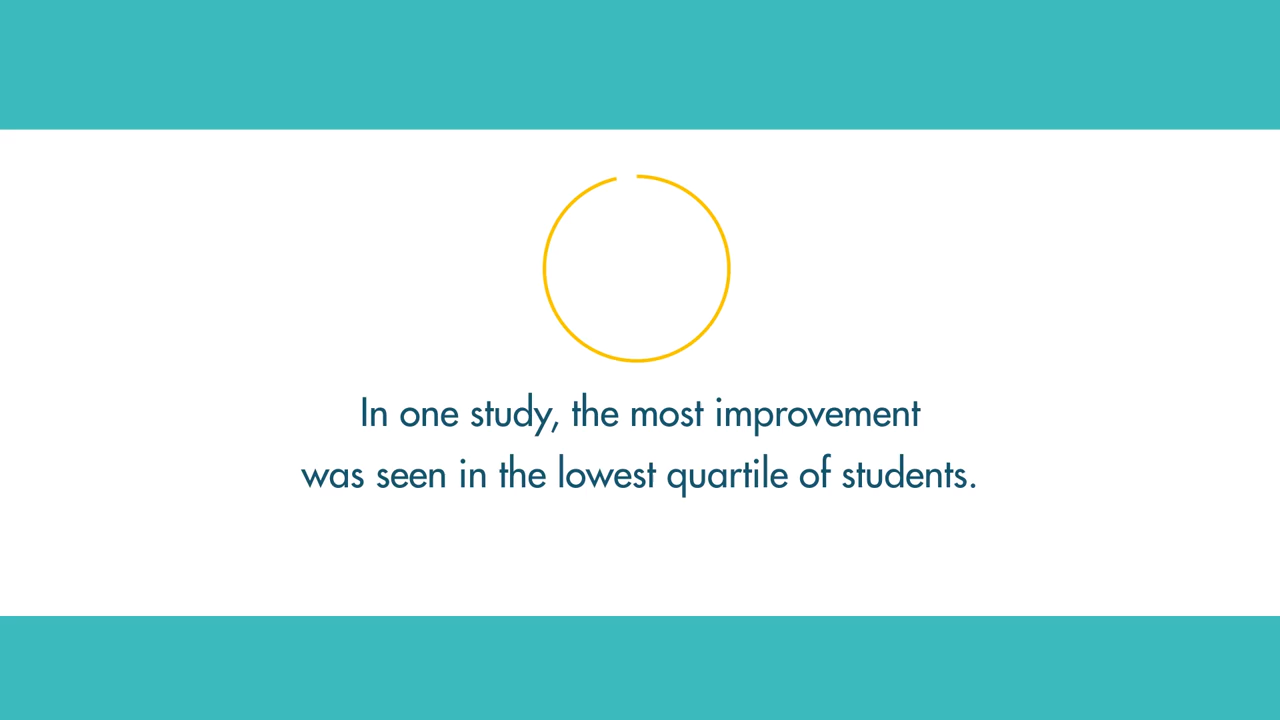 In one study, the most improvement
was seen in the lowest quartile of students.